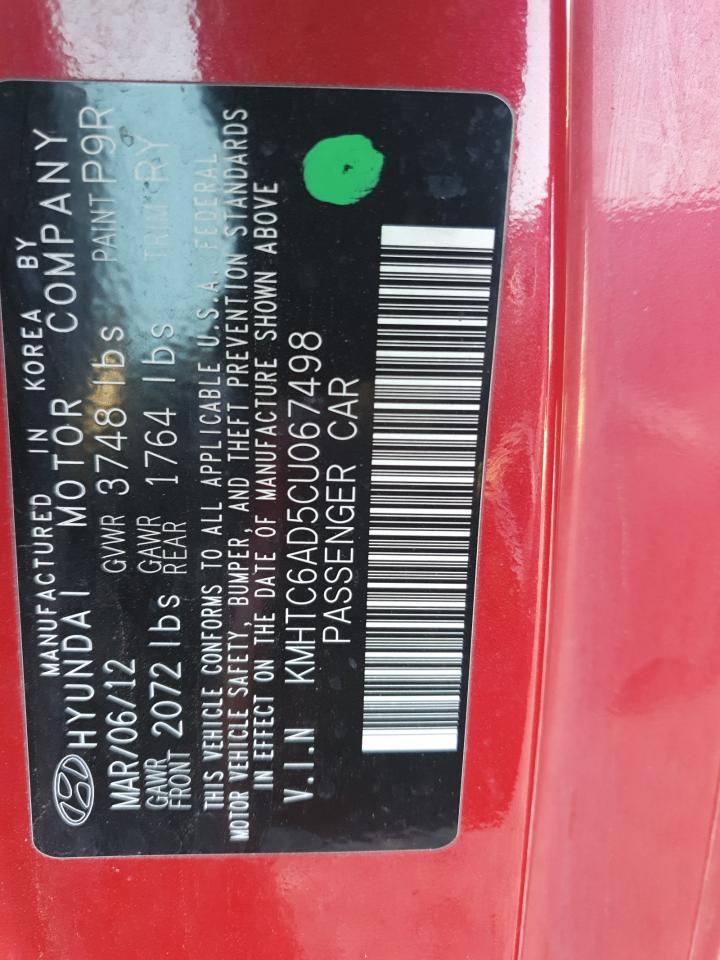 MANUFACTURED IN KOREA BY
HYUNDAI MOTOR COMPANY
MAR/06/12 GVWR 3748 lbs PAINT P9R
GAWR FRONT 2072 lbs GAWR REAR 1764 lbs TRIM RY
THIS VEHICLE CONFORMS TO ALL APPLICABLE U.S.A. FEDERAL
MOTOR VEHICLE SAFETY, BUMPER, AND THEFT PREVENTION STANDARDS
IN EFFECT ON THE DATE OF MANUFACTURE SHOWN ABOVE
V.I.N KMHTC6AD5CU067498
PASSENGER CAR